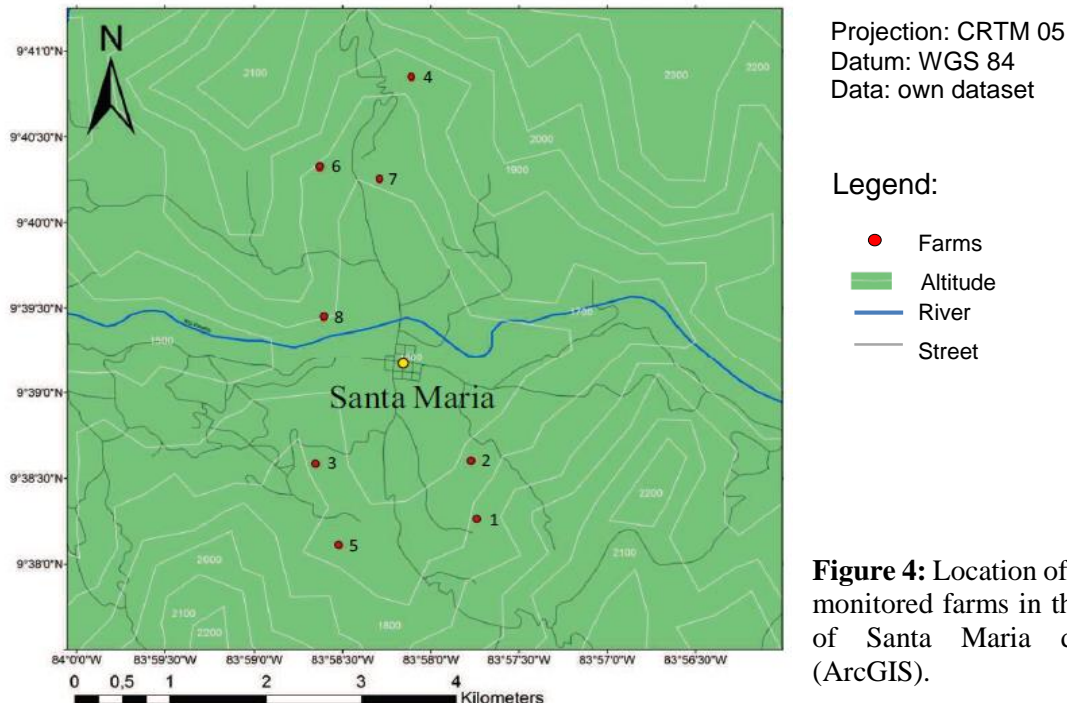 N
9°41'0"N
9°40'30"N
9°40'0"N
9°39'30"N
9°39'0"N
9°38'30"N
9°38'0"N
2100
4
2300
2200
2000
1900
6
7
8
1700
1500
Santa Maria
3
2
1
5
2200
2100
2000
2100
2200
1800
84°0'0"W
83°59'30"W
83°59'0"W
83°58'30"W
83°58'0"W
83°57'30"W
83°57'0"W
83°56'30"W
0 0,5 1 2 3 4
Kilometers
Projection: CRTM 05
Datum: WGS 84
Data: own dataset
Legend:
Farms
Altitude
River
Street
Figure 4: Location of
monitored farms in th
of Santa Maria d
(ArcGIS).